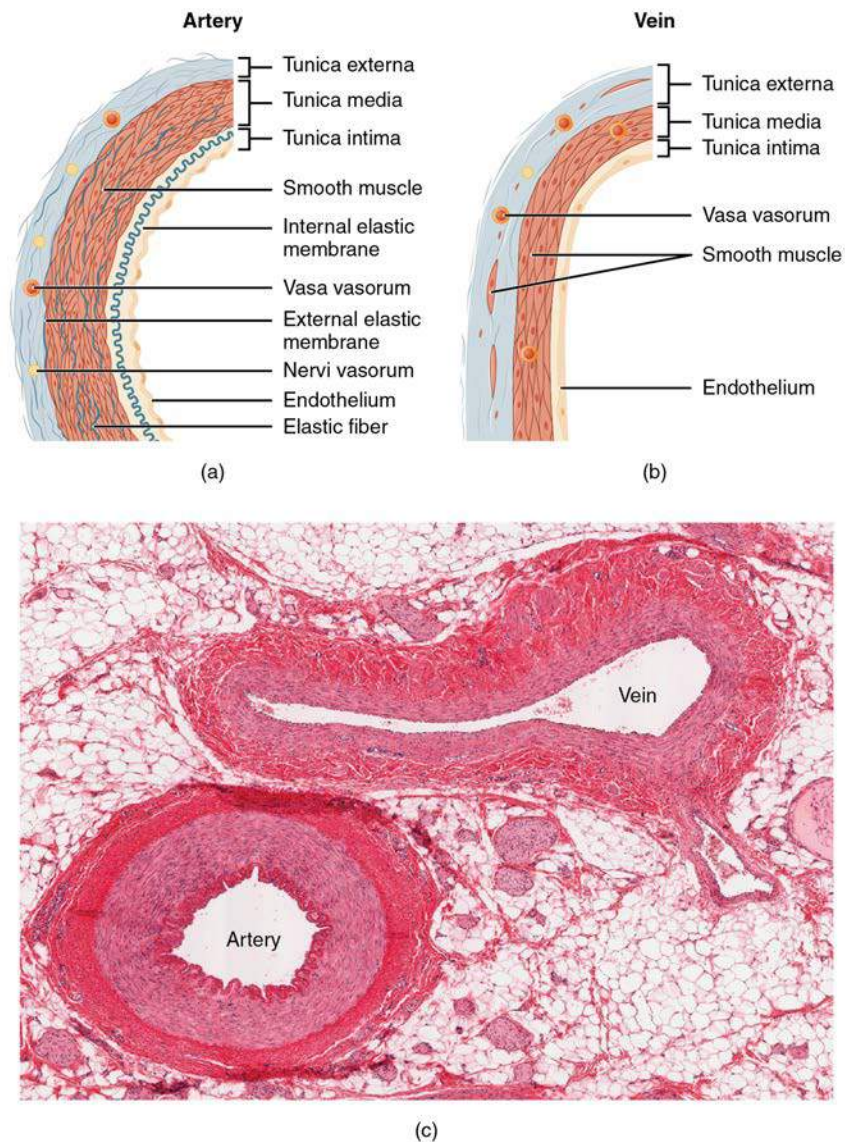 Artery
Tunica externa
Tunica media
Tunica intima
Smooth muscle
Internal elastic
membrane
Vasa vasorum
External elastic
membrane
Nervi vasorum
Endothelium
Elastic fiber
(a)
Vein
Tunica externa
Tunica media
Tunica intima
Vasa vasorum
Smooth muscle
Endothelium
(b)
Vein
Artery
(c)